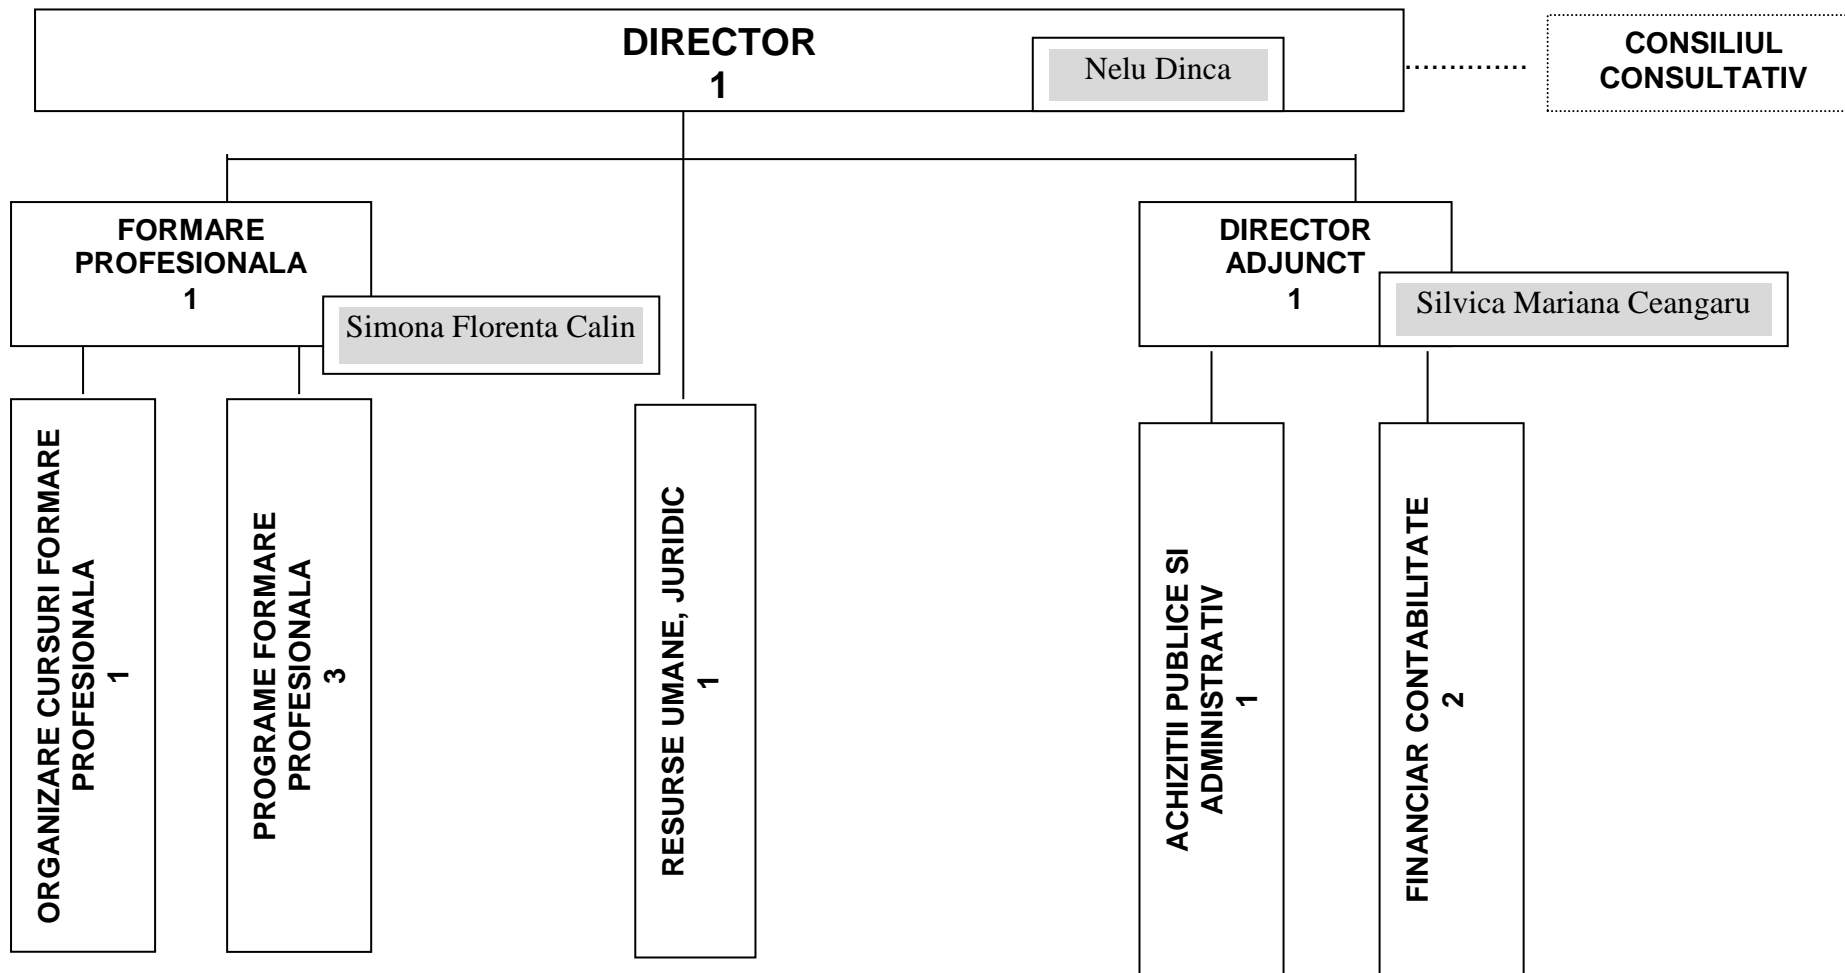 DIRECTOR
1
Nelu Dinca
..............
CONSILIUL
CONSULTATIV
FORMARE
PROFESIONALA
1
Simona Florenta Calin
DIRECTOR
ADJUNCT
1
Silvica Mariana Ceangaru
ORGANIZARE CURSURI FORMARE
PROFESIONALA
1
PROGRAME FORMARE
PROFESIONALA
3
RESURSE UMANE, JURIDIC
1
ACHIZITII PUBLICE SI
ADMINISTRATIV
1
FINANCIAR CONTABILITATE
2